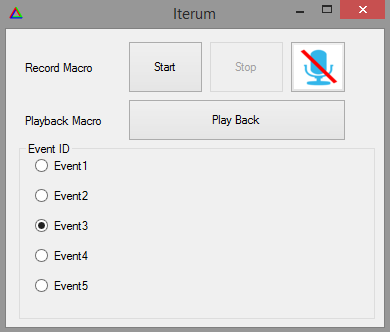 Iterum
Record Macro Start Stop
Playback Macro Play Back
Event ID
Event1
Event2
Event3
Event4
Event5